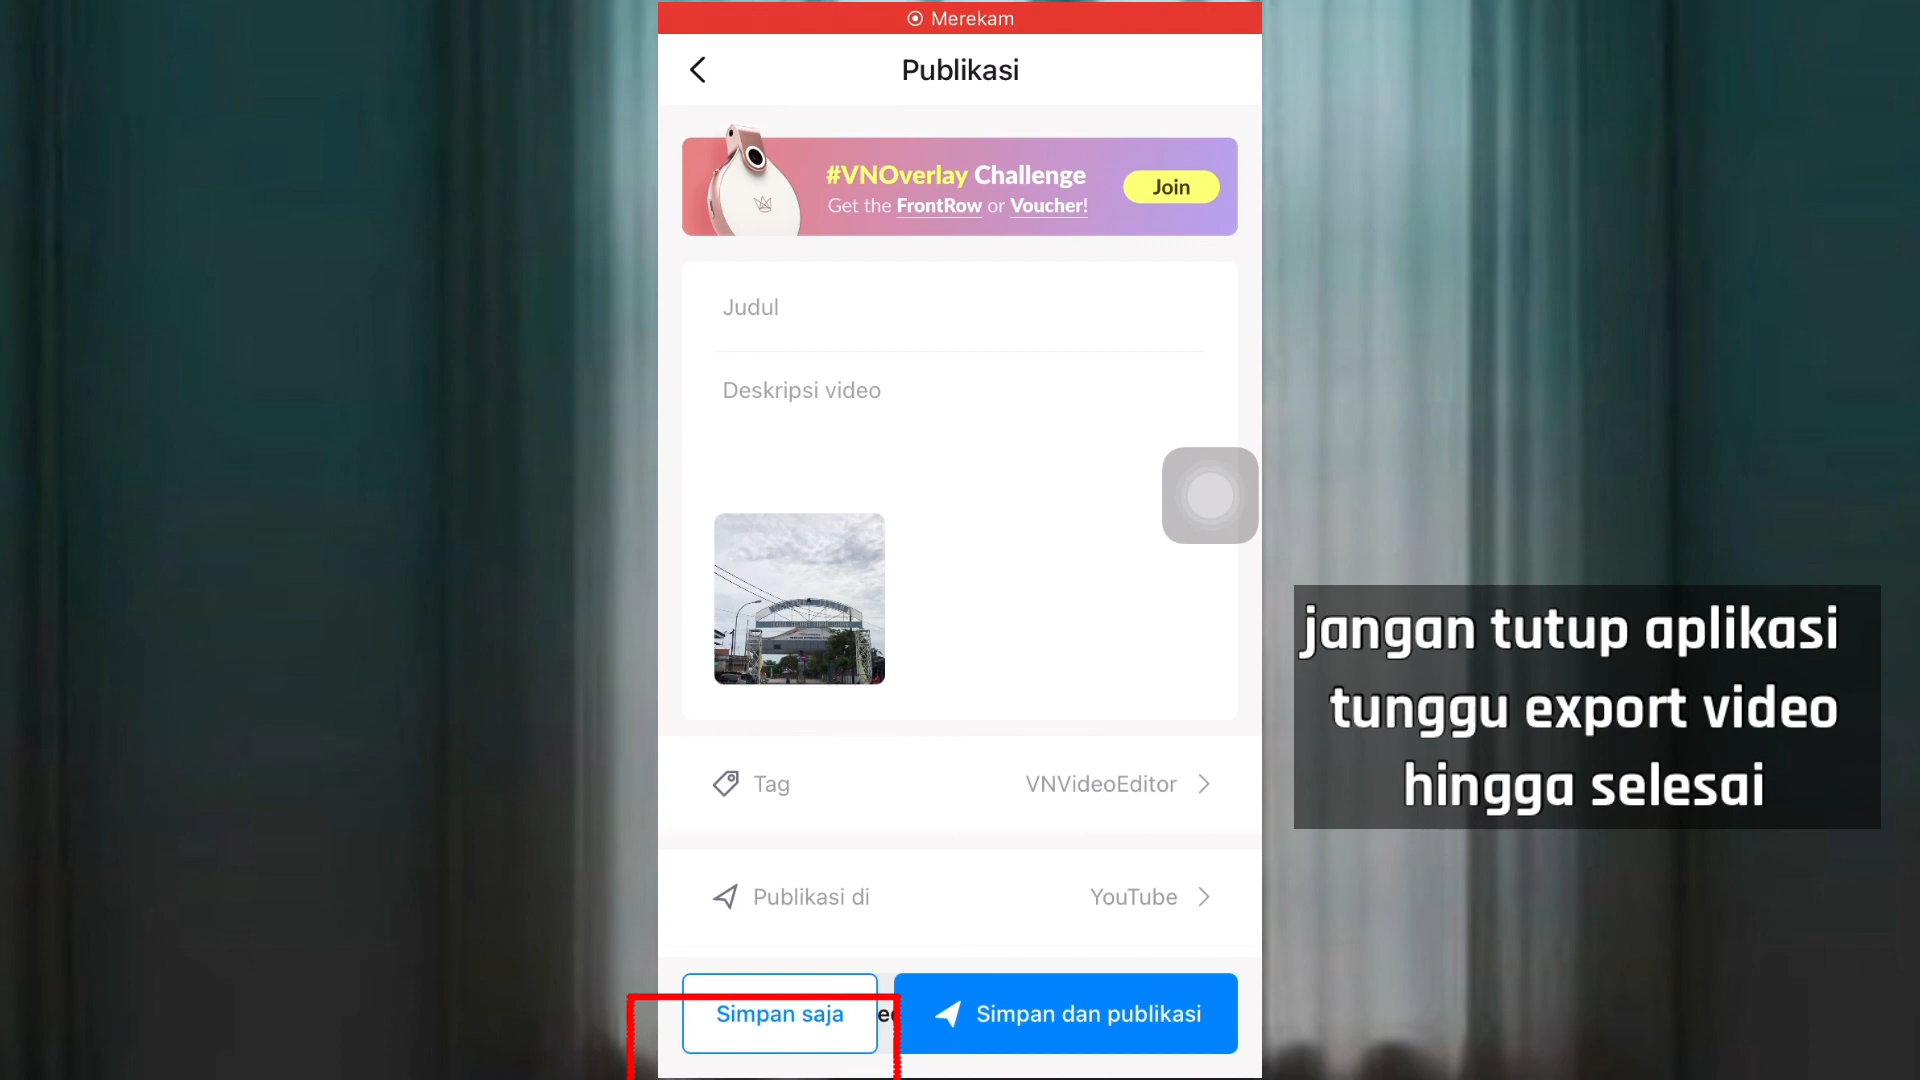 Merekam
Publikasi
#VNOverlay Challenge
Get the FrontRow or Voucher!
Join
Judul
Deskripsi video
Tag
VNVideoEditor
Publikasi di
YouTube
Simpan saja
Simpan dan publikasi
jangan tutup aplikasi
tunggu export video
hingga selesai